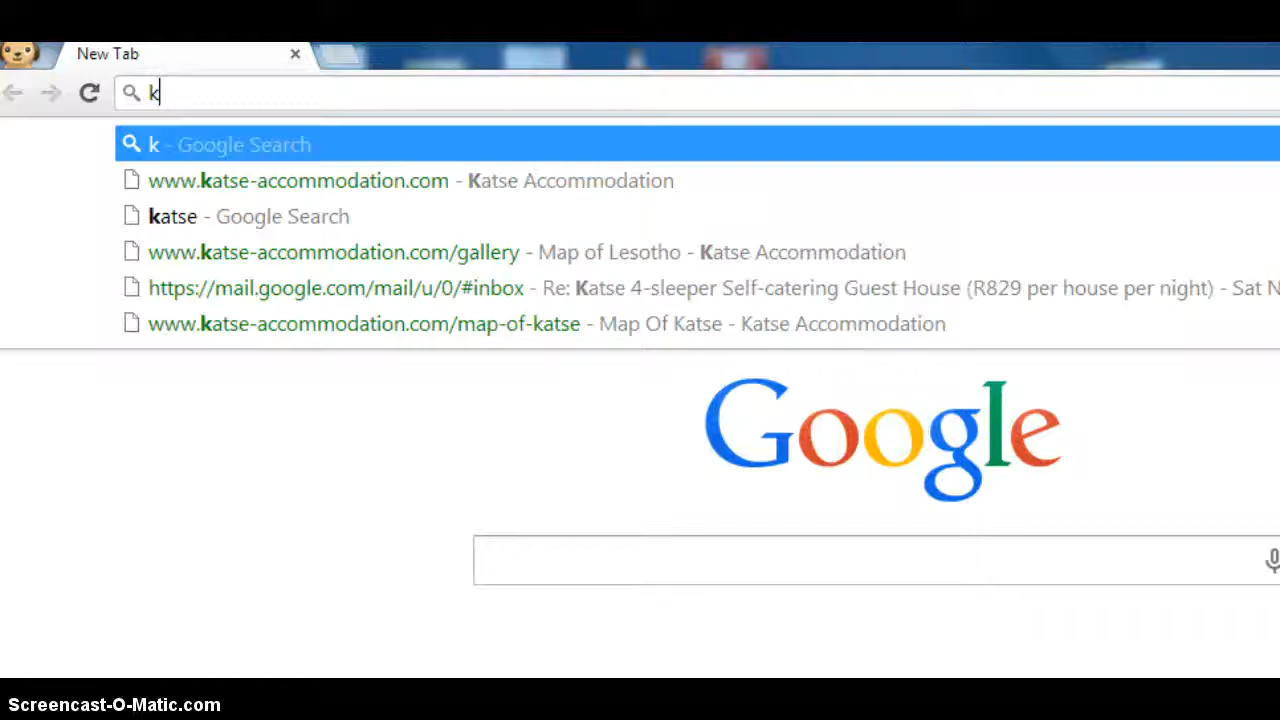 New Tab
k
k - Google Search
www.katse-accommodation.com - Katse Accommodation
katse - Google Search
www.katse-accommodation.com/gallery - Map of Lesotho - Katse Accommodation
https://mail.google.com/mail/u/0/#inbox - Re: Katse 4-sleeper Self-catering Guest House (R829 per house per night) - Sat N
www.katse-accommodation.com/map-of-katse - Map Of Katse - Katse Accommodation
Google
Screencast-O-Matic.com